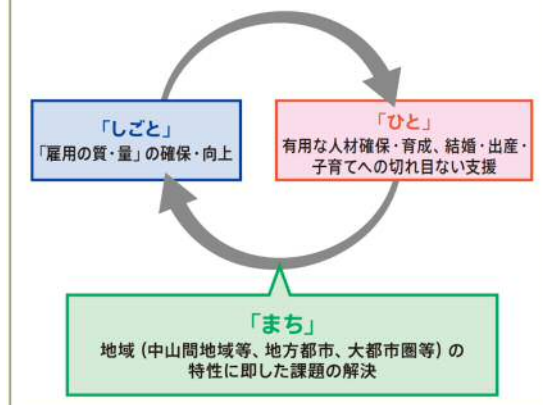 「しごと」
「雇用の質・量」の確保・向上
「ひと」
有用な人材確保・育成、結婚・出産・
子育てへの切れ目ない支援
「まち」
地域（中山間地域等、地方都市、大都市圏等）の
特性に即した課題の解決